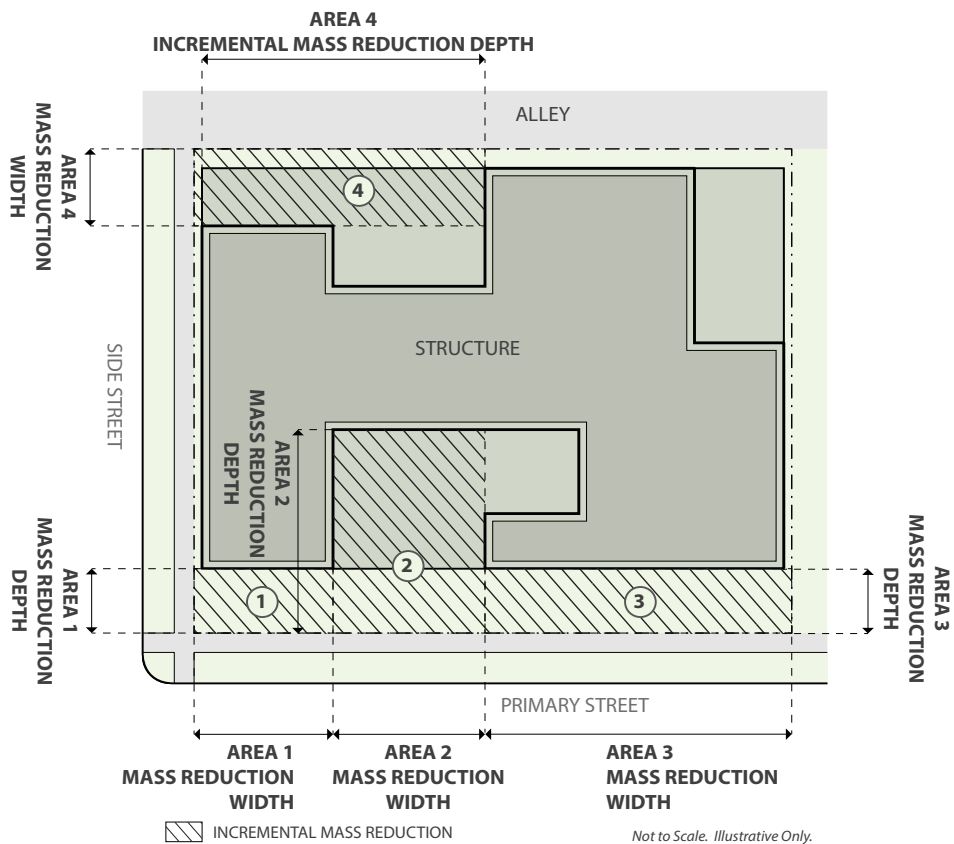 AREA 4
INCREMENTAL MASS REDUCTION DEPTH
ALLEY
AREA 4
MASS REDUCTION
WIDTH
4
STRUCTURE
SIDE STREET
AREA 2
MASS REDUCTION
DEPTH
2
1
3
AREA 1
MASS REDUCTION
DEPTH
AREA 3
MASS REDUCTION
DEPTH
PRIMARY STREET
AREA 1
MASS REDUCTION
WIDTH
AREA 2
MASS REDUCTION
WIDTH
AREA 3
MASS REDUCTION
WIDTH
INCREMENTAL MASS REDUCTION
Not to Scale. Illustrative Only.